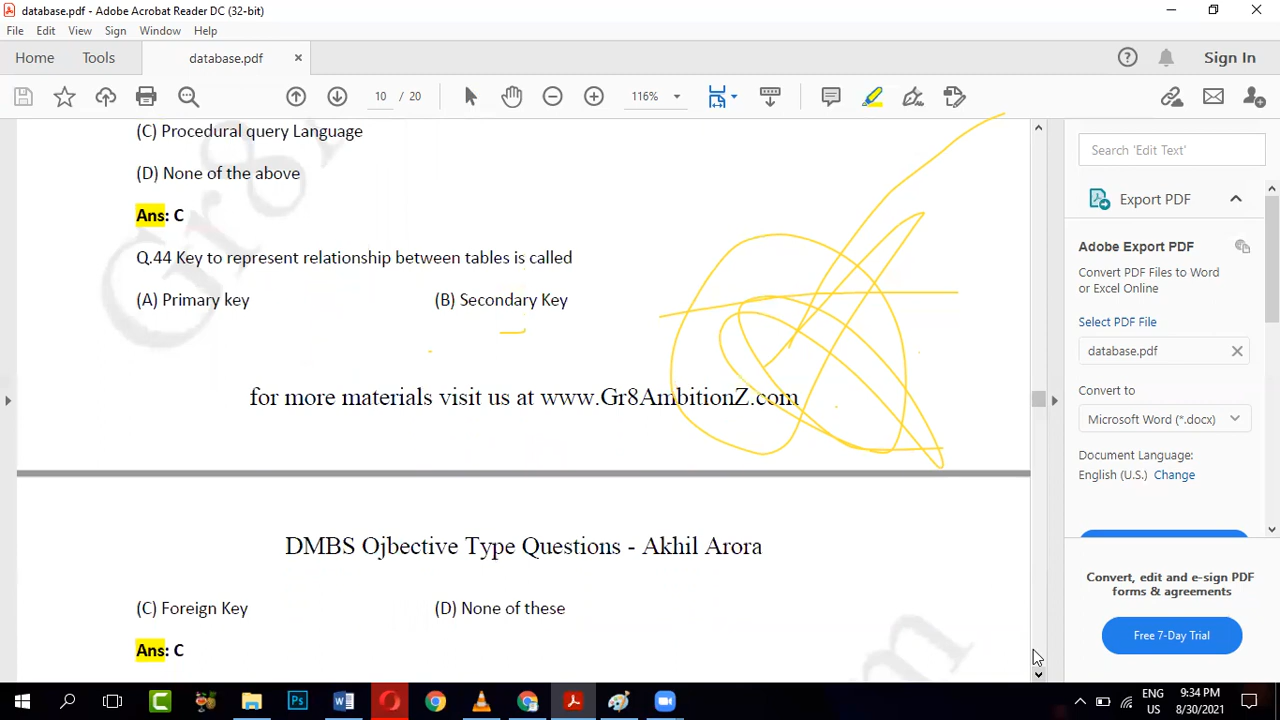 database.pdf - Adobe Acrobat Reader DC (32-bit)
File Edit View Sign Window Help
Home Tools database.pdf Sign In
10 / 20 116%
(C) Procedural query Language
(D) None of the above
Ans: C
Q.44 Key to represent relationship between tables is called
(A) Primary key (B) Secondary Key
for more materials visit us at www.Gr8AmbitionZ.com
DMBS Ojbective Type Questions - Akhil Arora
(C) Foreign Key (D) None of these
Ans: C
Gr8
m
Search 'Edit Text'
Export PDF
Adobe Export PDF
Convert PDF Files to Word
or Excel Online
Select PDF File
database.pdf
Convert to
Microsoft Word (*.docx)
Document Language:
English (U.S.) Change
Convert, edit and e-sign PDF
forms & agreements
Free 7-Day Trial
Ps
ENG
US
9:34 PM
8/30/2021